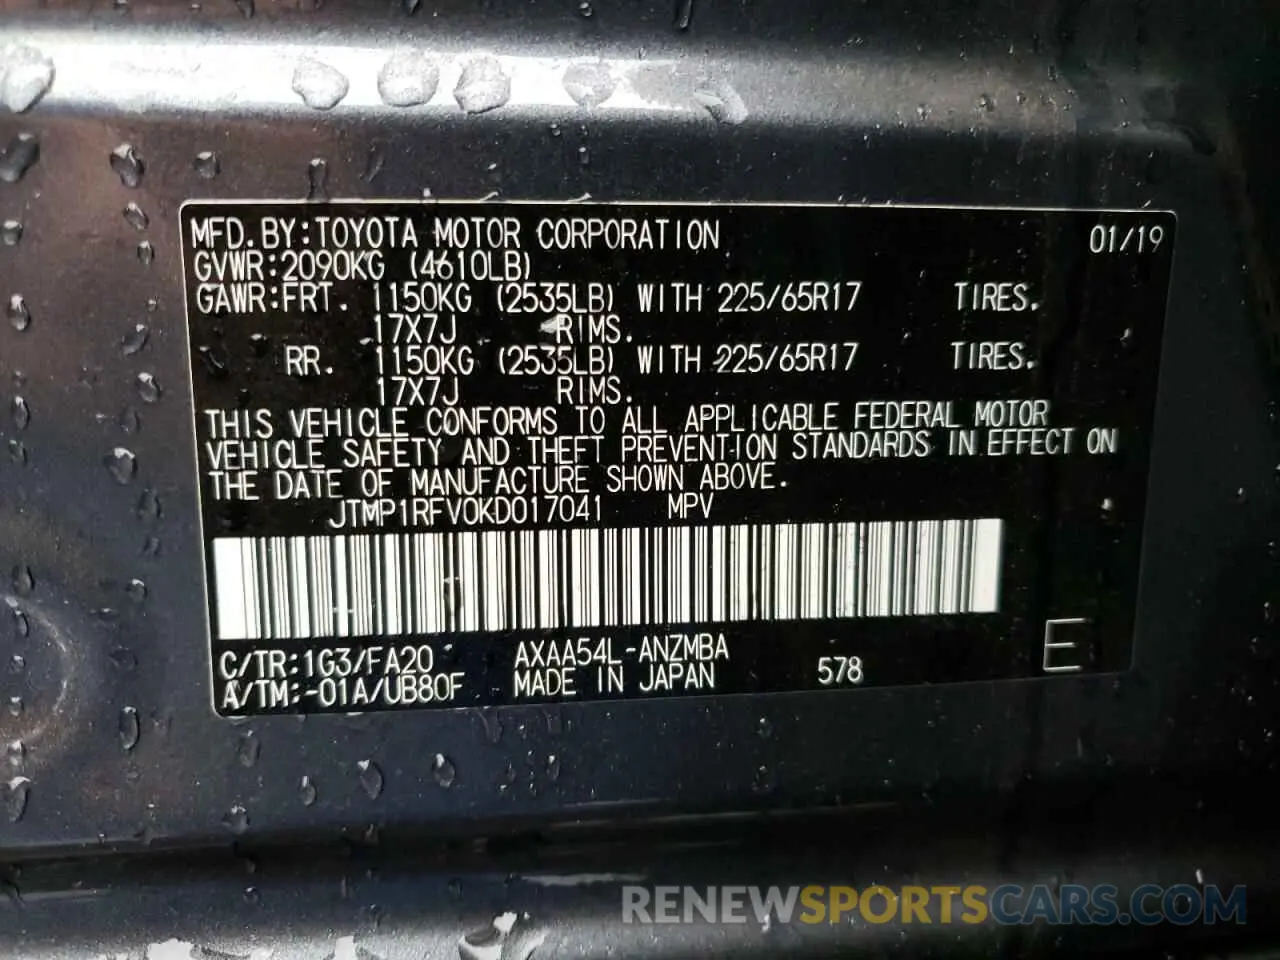 MFD. BY:TOYOTA MOTOR CORPORATION 01/19
GVWR:2090KG (4610LB)
GAWR:FRT. 1150KG (2535LB) WITH 225/65R17 TIRES.
17X7J RIMS.
RR. 1150KG (2535LB) WITH 225/65R17 TIRES.
17X7J RIMS.
THIS VEHICLE CONFORMS TO ALL APPLICABLE FEDERAL MOTOR
VEHICLE SAFETY AND THEFT PREVENTION STANDARDS IN EFFECT ON
THE DATE OF MANUFACTURE SHOWN ABOVE.
JTMP1RFV0KD017041 MPV
C/TR:1G3/FA20 AXAA54L-ANZMBA
A/TM:-01A/UB80F MADE IN JAPAN 578 E
RENEWSPORTSCARS.COM